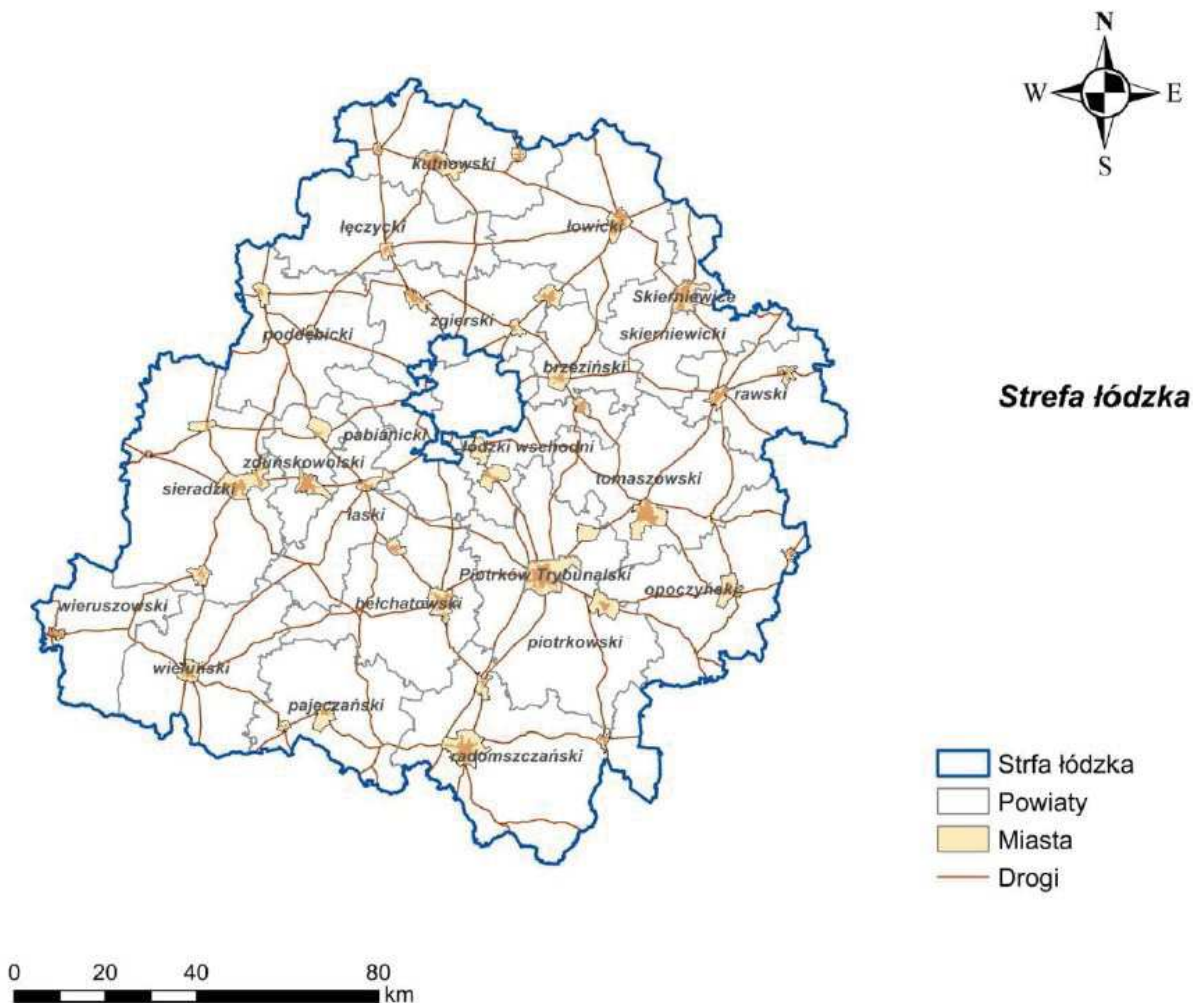 N
W E
S
kutnowski
łęczycki
łowicki
Skierniewice
zgierski
poddębicki
skierniewicki
brzeziński
rawski
Strefa łódzka
pabianicki
łódzki wschodni
zduńskowolski
tomaszowski
sieradzki
łaski
Piotrków Trybunalski
opoczyński
wieruszowski
bełchatowski
piotrkowski
wieluński
pajęczański
radomszczański
Strfa łódzka
Powiaty
Miasta
Drogi
0 20 40 80
km